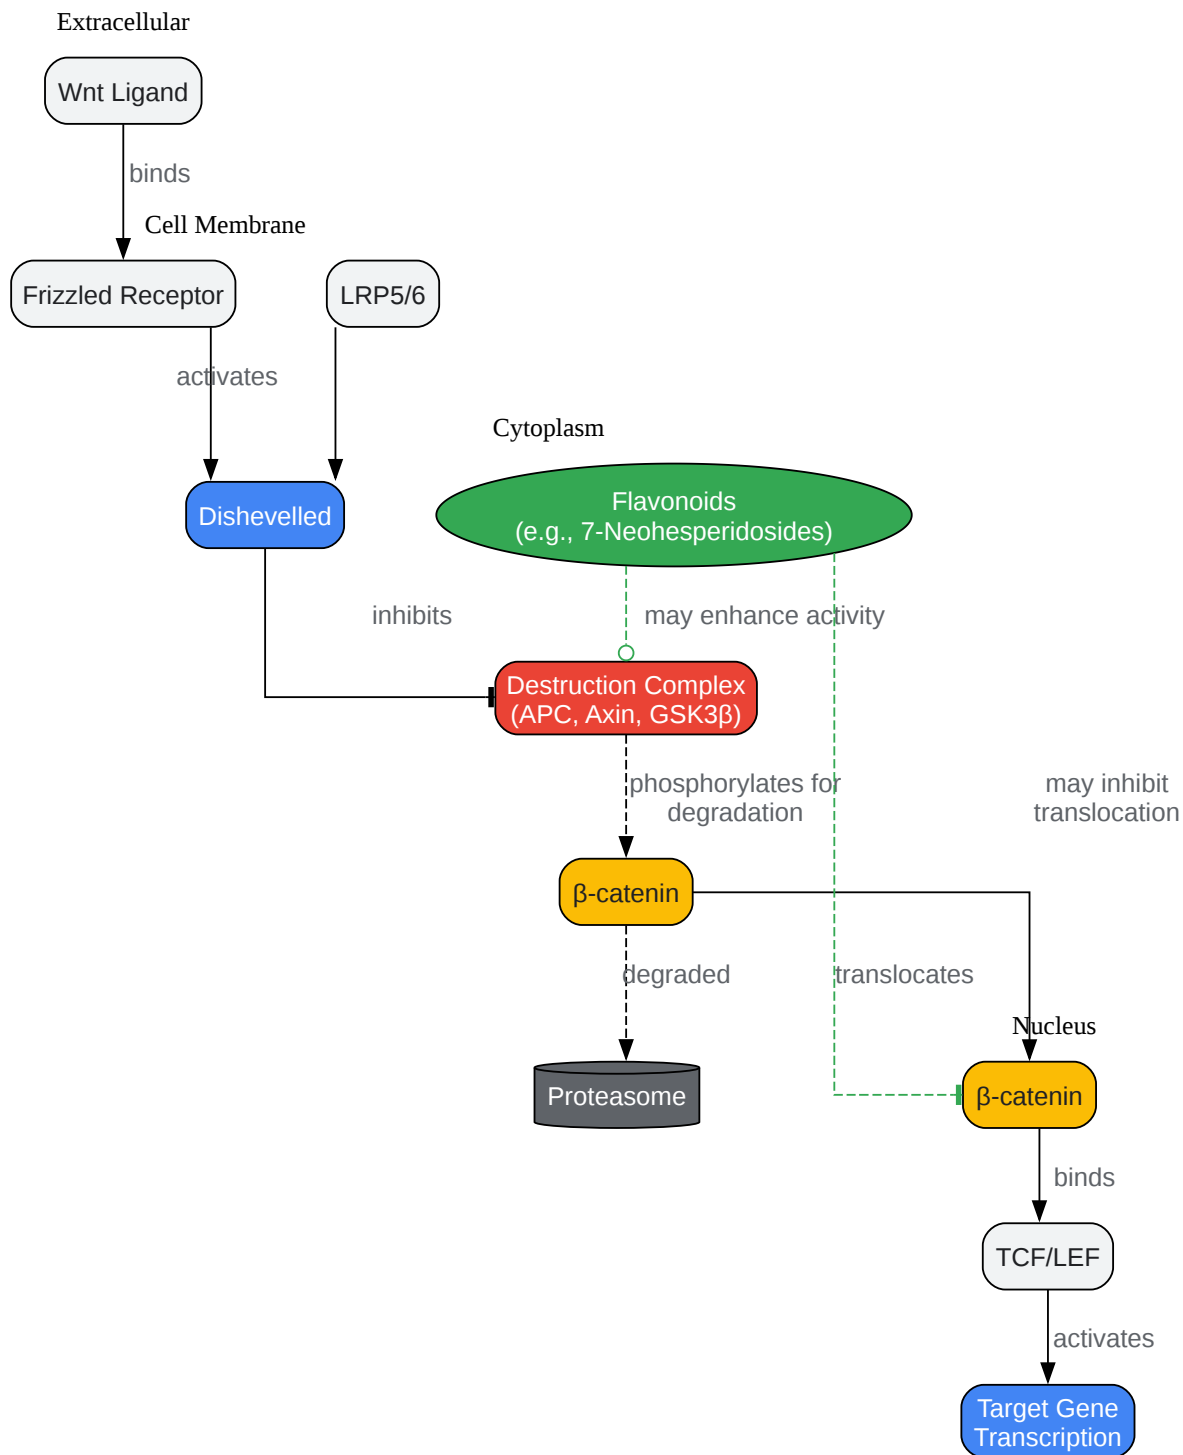 Extracellular
Wnt Ligand
binds
Cell Membrane
Frizzled Receptor
LRP5/6
activates
Cytoplasm
Flavonoids
(e.g., 7-Neohesperidosides)
Dishevelled
inhibits
may enhance activity
Destruction Complex
(APC, Axin, GSK3β)
phosphorylates for
degradation
may inhibit
translocation
β-catenin
degraded
translocates
Nucleus
Proteasome
β-catenin
binds
TCF/LEF
activates
Target Gene
Transcription